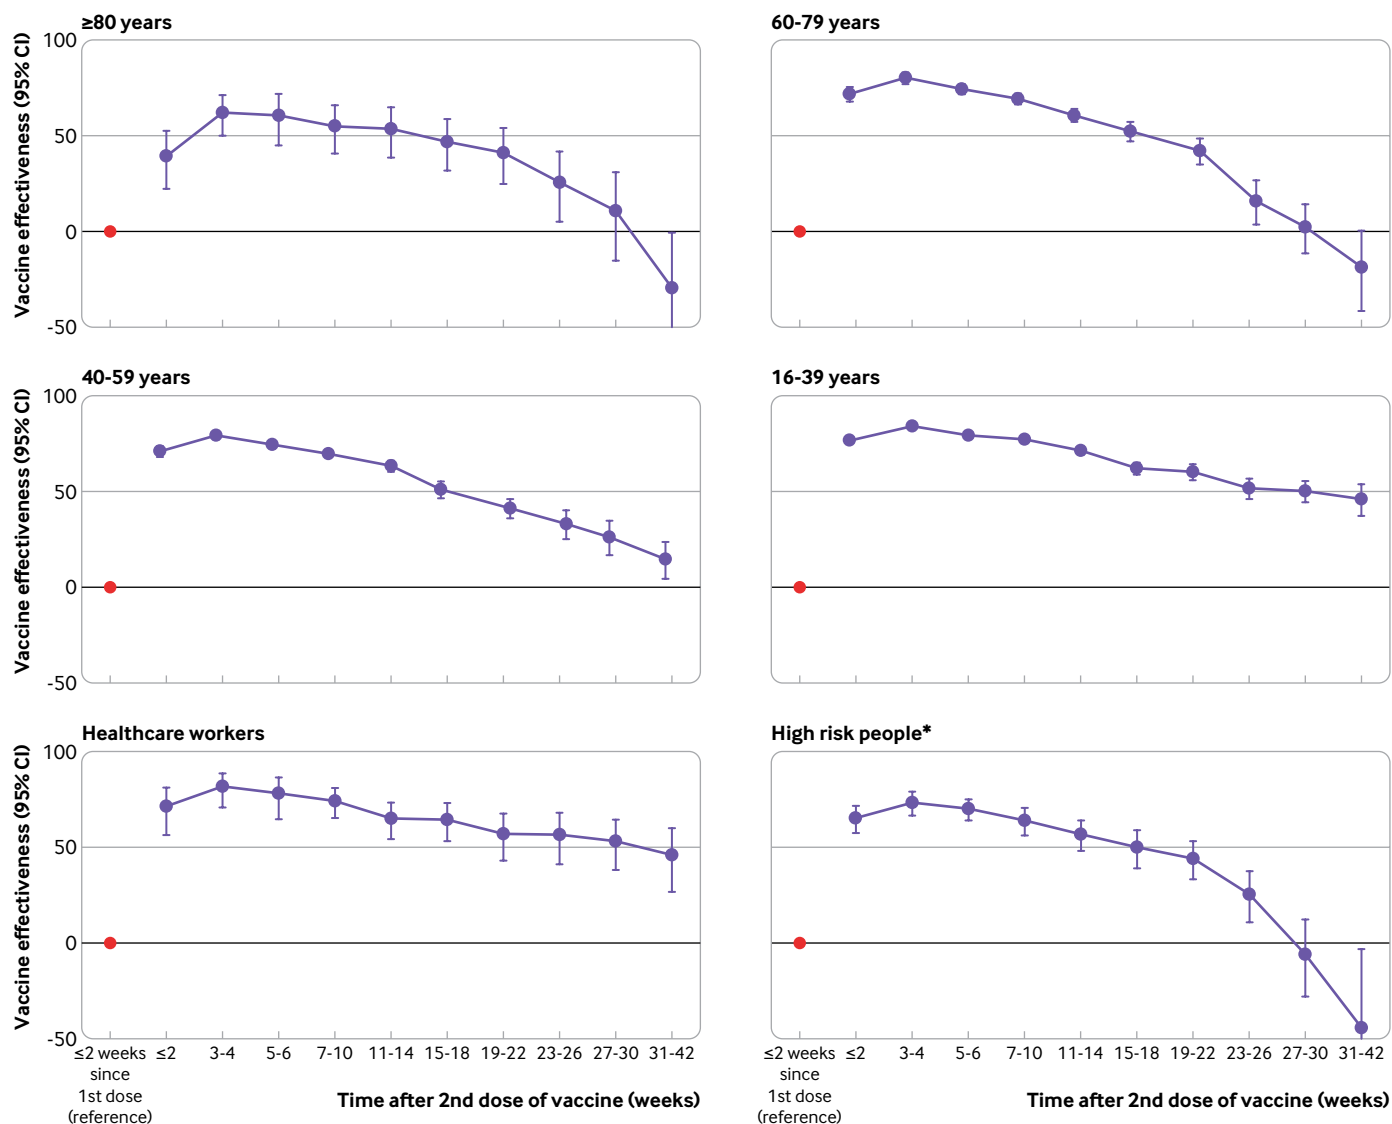 ≥80 years
Vaccine effectiveness (95% CI)
100
50
0
-50
60-79 years
40-59 years
Vaccine effectiveness (95% CI)
100
50
0
-50
16-39 years
Healthcare workers
Vaccine effectiveness (95% CI)
100
50
0
-50
≤2 weeks
since
1st dose
(reference)
≤2 3-4 5-6 7-10 11-14 15-18 19-22 23-26 27-30 31-42
Time after 2nd dose of vaccine (weeks)
High risk people*
≤2 weeks
since
1st dose
(reference)
≤2 3-4 5-6 7-10 11-14 15-18 19-22 23-26 27-30 31-42
Time after 2nd dose of vaccine (weeks)